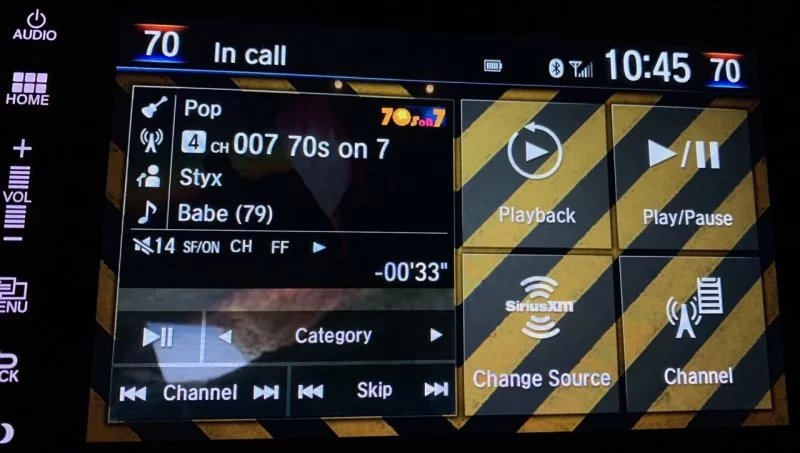 AUDIO
HOME
VOL
ENU
CK
70
In call
10:45
70
Pop
70s on 7
4 CH 007 70s on 7
Styx
Babe (79)
14 SF/ON CH FF
-00'33"
Category
Channel
Skip
Playback
Play/Pause
SiriusXM
Change Source
Channel